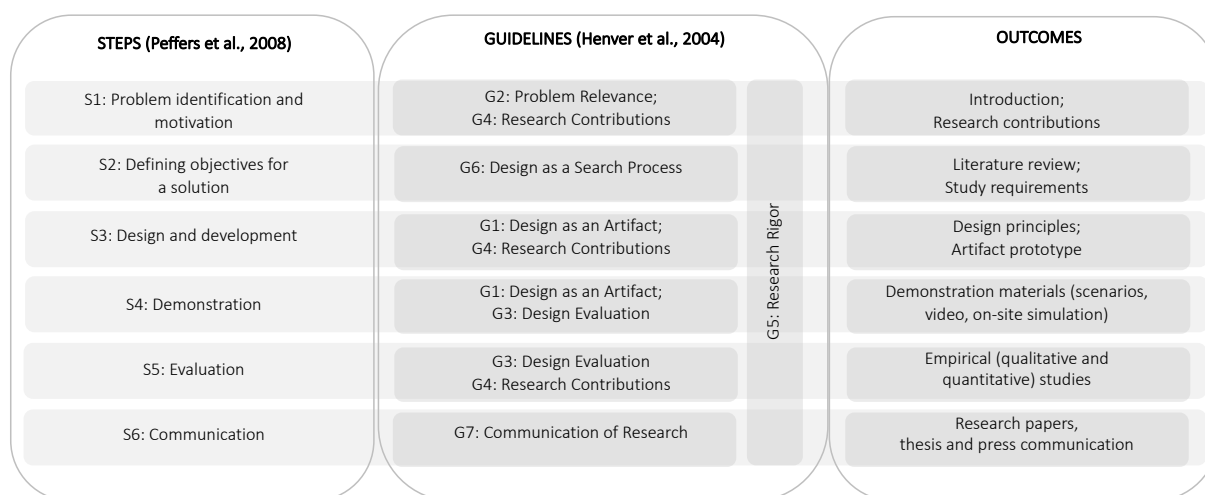 STEPS (Peffers et al., 2008)
GUIDELINES (Henver et al., 2004)
OUTCOMES
S1: Problem identification and
motivation
G2: Problem Relevance;
G4: Research Contributions
Introduction;
Research contributions
S2: Defining objectives for
a solution
G6: Design as a Search Process
Literature review;
Study requirements
S3: Design and development
G1: Design as an Artifact;
G4: Research Contributions
Design principles;
Artifact prototype
S4: Demonstration
G1: Design as an Artifact;
G3: Design Evaluation
Demonstration materials (scenarios,
video, on-site simulation)
S5: Evaluation
G3: Design Evaluation
G4: Research Contributions
Empirical (qualitative and
quantitative) studies
S6: Communication
G7: Communication of Research
Research papers,
thesis and press communication
G5: Research Rigor